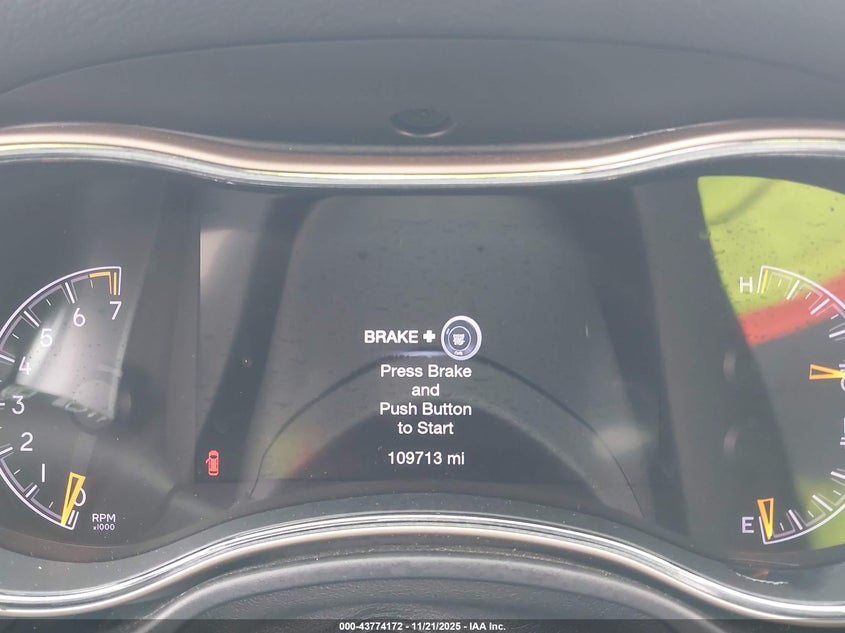 BRAKE +
Press Brake
and
Push Button
to Start
109713 mi
7
6
5
4
3
2
1
0
RPM
x1000
H
E
000-43774172 - 11/21/2025 - IAA Inc.